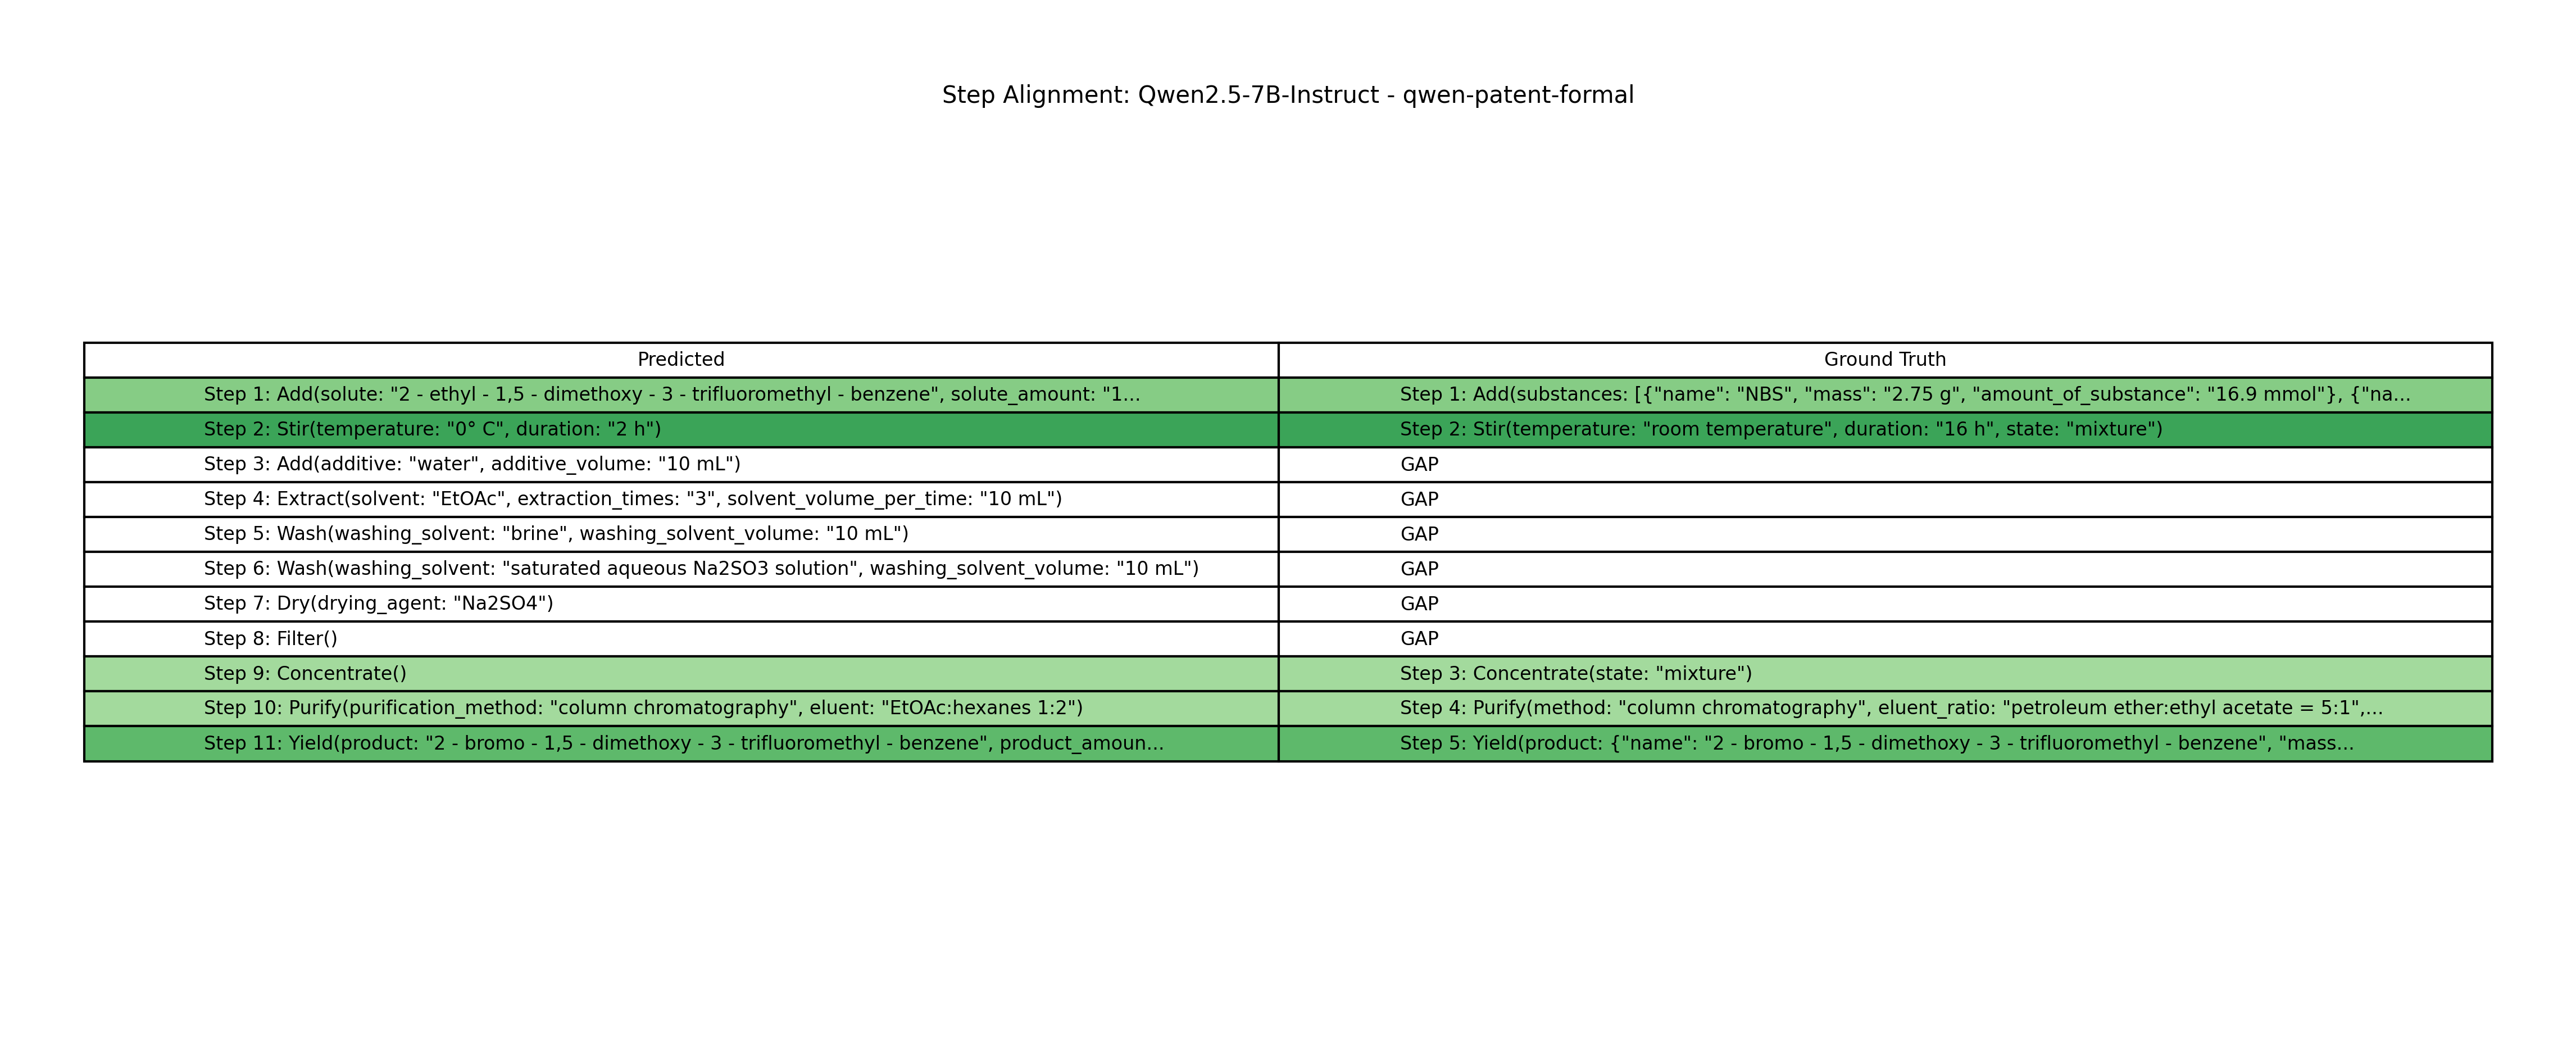 Step Alignment: Qwen2.5-7B-Instruct - qwen-patent-formal
Predicted Ground Truth
Step 1: Add(solute: "2 - ethyl - 1,5 - dimethoxy - 3 - trifluoromethyl - benzene", solute_amount: "1... Step 1: Add(substances: [{"name": "NBS", "mass": "2.75 g", "amount_of_substance": "16.9 mmol"}, {"na...
Step 2: Stir(temperature: "0° C", duration: "2 h") Step 2: Stir(temperature: "room temperature", duration: "16 h", state: "mixture")
Step 3: Add(additive: "water", additive_volume: "10 mL") GAP
Step 4: Extract(solvent: "EtOAc", extraction_times: "3", solvent_volume_per_time: "10 mL") GAP
Step 5: Wash(washing_solvent: "brine", washing_solvent_volume: "10 mL") GAP
Step 6: Wash(washing_solvent: "saturated aqueous Na2SO3 solution", washing_solvent_volume: "10 mL") GAP
Step 7: Dry(drying_agent: "Na2SO4") GAP
Step 8: Filter() GAP
Step 9: Concentrate() Step 3: Concentrate(state: "mixture")
Step 10: Purify(purification_method: "column chromatography", eluent: "EtOAc:hexanes 1:2") Step 4: Purify(method: "column chromatography", eluent_ratio: "petroleum ether:ethyl acetate = 5:1",...
Step 11: Yield(product: "2 - bromo - 1,5 - dimethoxy - 3 - trifluoromethyl - benzene", product_amoun... Step 5: Yield(product: {"name": "2 - bromo - 1,5 - dimethoxy - 3 - trifluoromethyl - benzene", "mass...